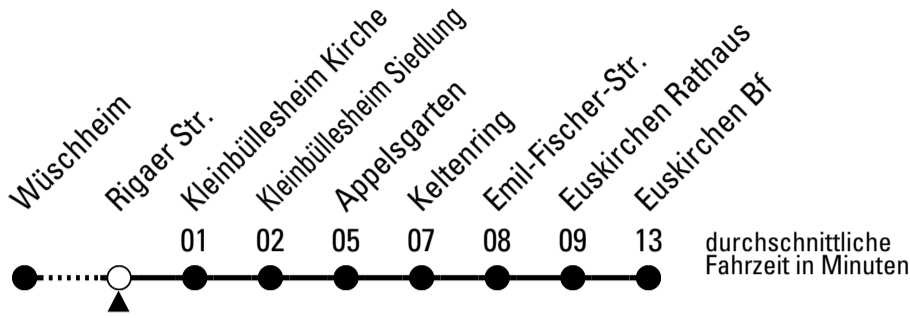 Wüschheim
Rigaer Str.
Kleinbüllesheim Kirche
Kleinbüllesheim Siedlung
Appelsgarten
Keltenring
Emil-Fischer-Str.
Euskirchen Rathaus
Euskirchen Bf
01 02 05 07 08 09 13
durchschnittliche
Fahrzeit in Minuten